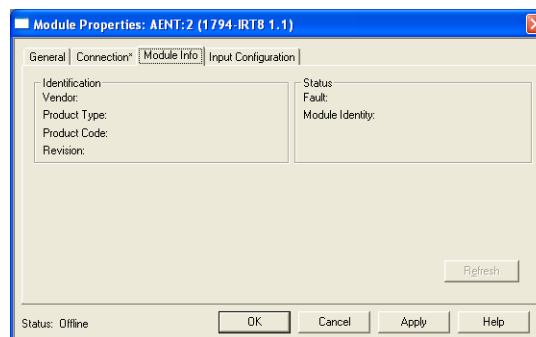 Module Properties: AENT:2 (1794-IRT8 1.1)
General Connection* Module Info Input Configuration
Identification
Vendor:
Product Type:
Product Code:
Revision:
Status
Fault:
Module Identity:
Refresh
Status: Offline
OK Cancel Apply Help